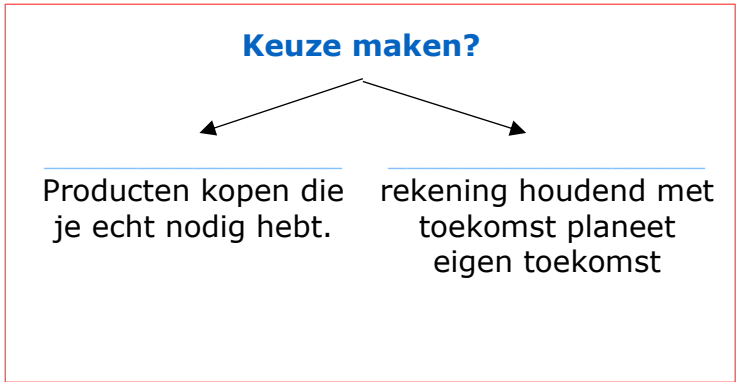 Keuze maken?
Producten kopen die
je echt nodig hebt.
rekening houdend met
toekomst planeet
eigen toekomst